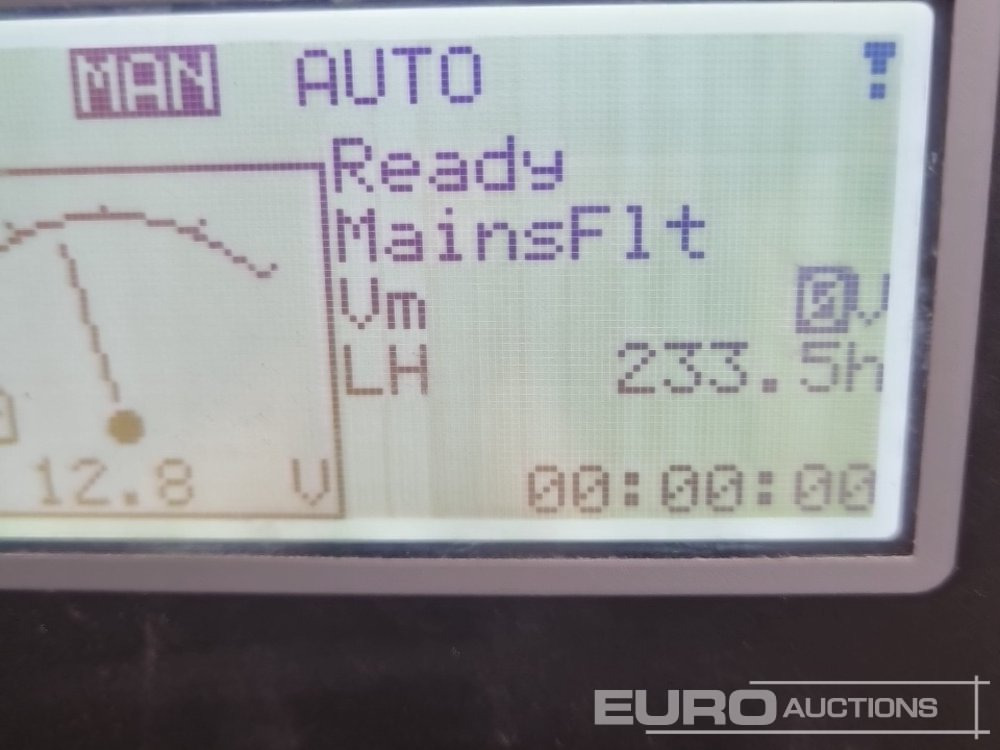 MAN AUTO !
Ready
MainsFlt
Vm 0V
LH 233.5h
12.8 V 00:00:00
EURO AUCTIONS